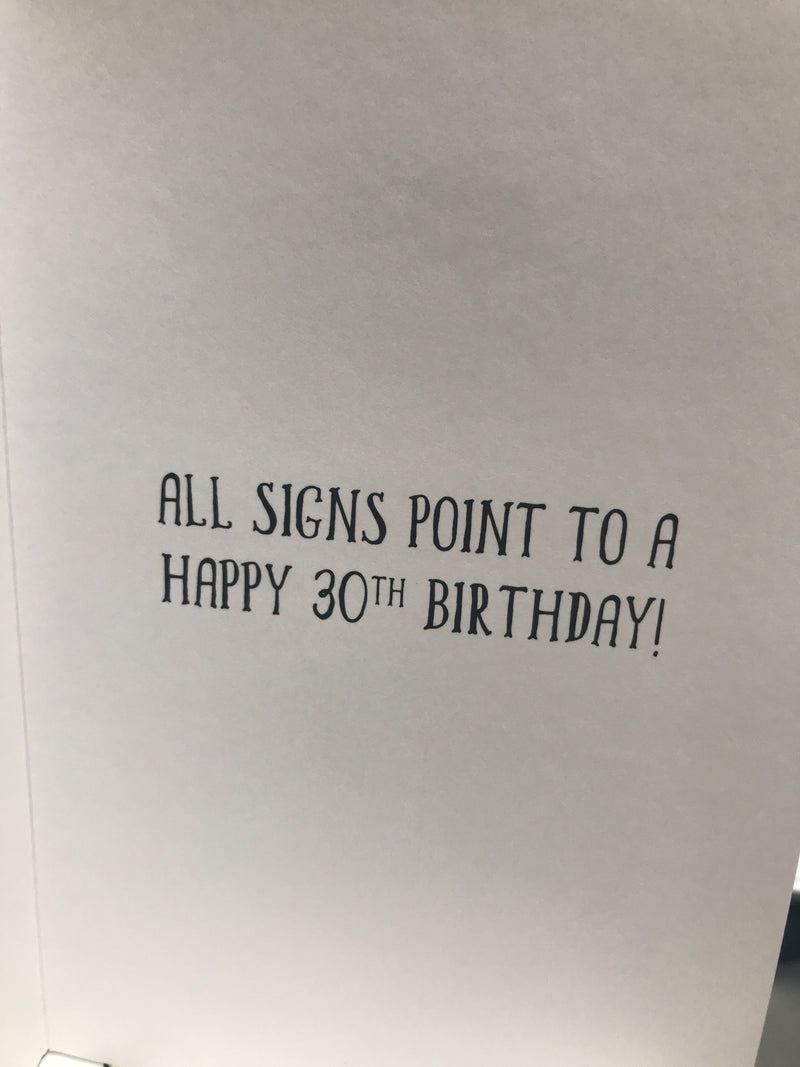 ALL SIGNS POINT TO A
HAPPY 30TH BIRTHDAY!